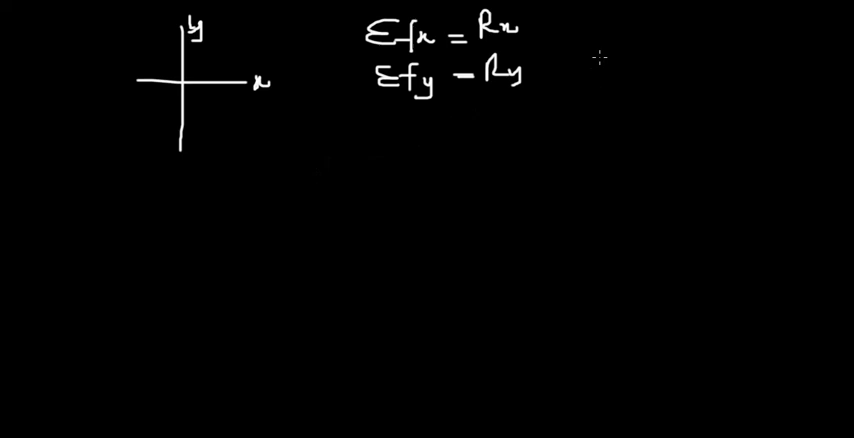 y
Σfx = Rx
Σfy = Ry
x